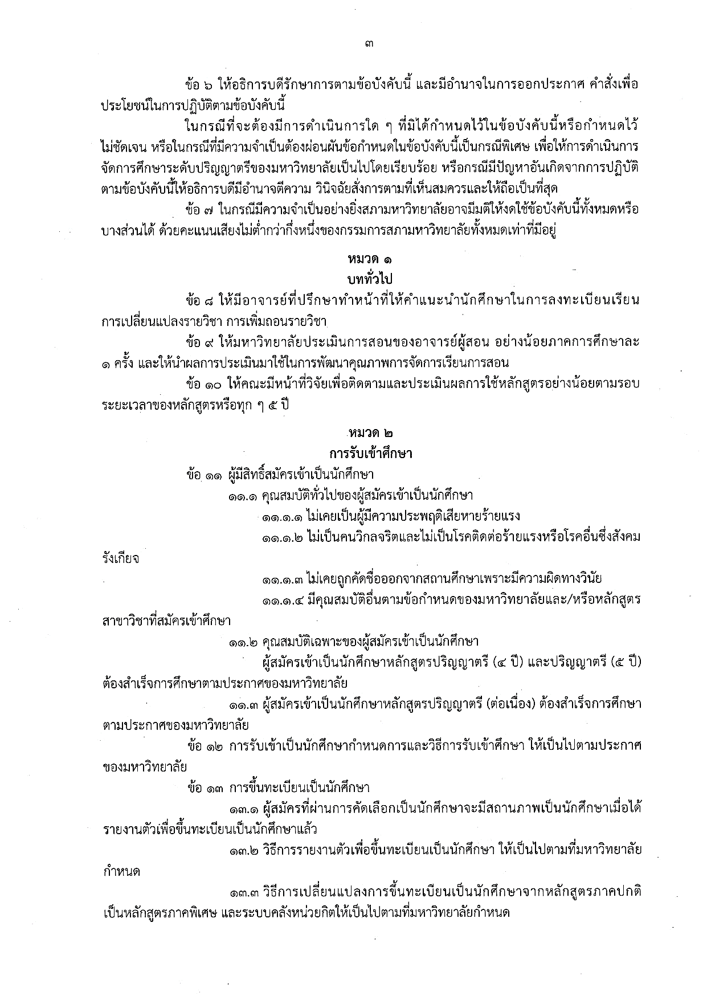 ๓
ข้อ ๖ ให้อธิการบดีรักษาการตามข้อบังคับนี้ และมีอำนาจในการออกประกาศ คำสั่งเพื่อ
ประโยชน์ในการปฏิบัติตามข้อบังคับนี้
ในกรณีที่จะต้องมีการดำเนินการใด ๆ ที่มิได้กำหนดไว้ในข้อบังคับนี้หรือกำหนดไว้
ไม่ชัดเจน หรือในกรณีที่มีความจำเป็นต้องผ่อนผันข้อกำหนดในข้อบังคับนี้เป็นกรณีพิเศษ เพื่อให้การดำเนินการ
จัดการศึกษาระดับปริญญาตรีของมหาวิทยาลัยเป็นไปโดยเรียบร้อย หรือกรณีมีปัญหาอันเกิดจากการปฏิบัติ
ตามข้อบังคับนี้ให้อธิการบดีมีอำนาจตีความ วินิจฉัยสั่งการตามที่เห็นสมควรและให้ถือเป็นที่สุด
ข้อ ๗ ในกรณีมีความจำเป็นอย่างยิ่งสภามหาวิทยาลัยอาจมีมติให้งดใช้ข้อบังคับนี้ทั้งหมดหรือ
บางส่วนได้ ด้วยคะแนนเสียงไม่ต่ำกว่ากึ่งหนึ่งของกรรมการสภามหาวิทยาลัยทั้งหมดเท่าที่มีอยู่
หมวด ๑
บททั่วไป
ข้อ ๘ ให้มีอาจารย์ที่ปรึกษาทำหน้าที่ให้คำแนะนำนักศึกษาในการลงทะเบียนเรียน
การเปลี่ยนแปลงรายวิชา การเพิ่มถอนรายวิชา
ข้อ ๙ ให้มหาวิทยาลัยประเมินการสอนของอาจารย์ผู้สอน อย่างน้อยภาคการศึกษาละ
๑ ครั้ง และให้นำผลการประเมินมาใช้ในการพัฒนาคุณภาพการจัดการเรียนการสอน
ข้อ ๑๐ ให้คณะมีหน้าที่วิจัยเพื่อติดตามและประเมินผลการใช้หลักสูตรอย่างน้อยตามรอบ
ระยะเวลาของหลักสูตรหรือทุก ๆ ๕ ปี
หมวด ๒
การรับเข้าศึกษา
ข้อ ๑๑ ผู้มีสิทธิ์สมัครเข้าเป็นนักศึกษา
๑๑.๑ คุณสมบัติทั่วไปของผู้สมัครเข้าเป็นนักศึกษา
๑๑.๑.๑ ไม่เคยเป็นผู้มีความประพฤติเสียหายร้ายแรง
๑๑.๑.๒ ไม่เป็นคนวิกลจริตและไม่เป็นโรคติดต่อร้ายแรงหรือโรคอื่นซึ่งสังคม
รังเกียจ
๑๑.๑.๓ ไม่เคยถูกคัดชื่อออกจากสถานศึกษาเพราะมีความผิดทางวินัย
๑๑.๑.๔ มีคุณสมบัติอื่นตามข้อกำหนดของมหาวิทยาลัยและ/หรือหลักสูตร
สาขาวิชาที่สมัครเข้าศึกษา
๑๑.๒ คุณสมบัติเฉพาะของผู้สมัครเข้าเป็นนักศึกษา
ผู้สมัครเข้าเป็นนักศึกษาหลักสูตรปริญญาตรี (๔ ปี) และปริญญาตรี (๕ ปี)
ต้องสำเร็จการศึกษาตามประกาศของมหาวิทยาลัย
๑๑.๓ ผู้สมัครเข้าเป็นนักศึกษาหลักสูตรปริญญาตรี (ต่อเนื่อง) ต้องสำเร็จการศึกษา
ตามประกาศของมหาวิทยาลัย
ข้อ ๑๒ การรับเข้าเป็นนักศึกษากำหนดการและวิธีการรับเข้าศึกษา ให้เป็นไปตามประกาศ
ของมหาวิทยาลัย
ข้อ ๑๓ การขึ้นทะเบียนเป็นนักศึกษา
๑๓.๑ ผู้สมัครที่ผ่านการคัดเลือกเป็นนักศึกษาจะมีสถานภาพเป็นนักศึกษาเมื่อได้
รายงานตัวเพื่อขึ้นทะเบียนเป็นนักศึกษาแล้ว
๑๓.๒ วิธีการรายงานตัวเพื่อขึ้นทะเบียนเป็นนักศึกษา ให้เป็นไปตามที่มหาวิทยาลัย
กำหนด
๑๓.๓ วิธีการเปลี่ยนแปลงการขึ้นทะเบียนเป็นนักศึกษาจากหลักสูตรภาคปกติ
เป็นหลักสูตรภาคพิเศษ และระบบคลังหน่วยกิตให้เป็นไปตามที่มหาวิทยาลัยกำหนด